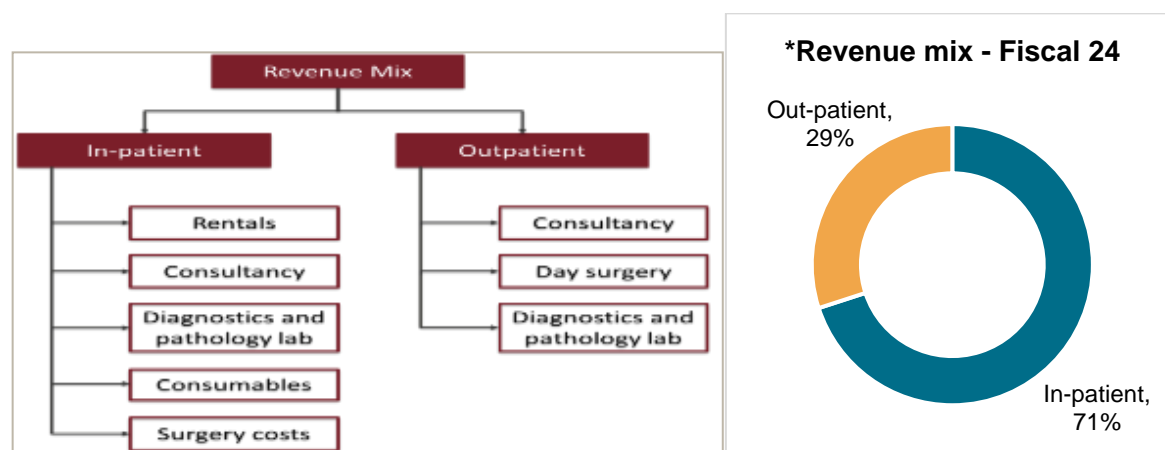 Revenue Mix
In-patient
Rentals
Consultancy
Diagnostics and
pathology lab
Consumables
Surgery costs
Outpatient
Consultancy
Day surgery
Diagnostics and
pathology lab
*Revenue mix - Fiscal 24
Out-patient,
29%
In-patient,
71%